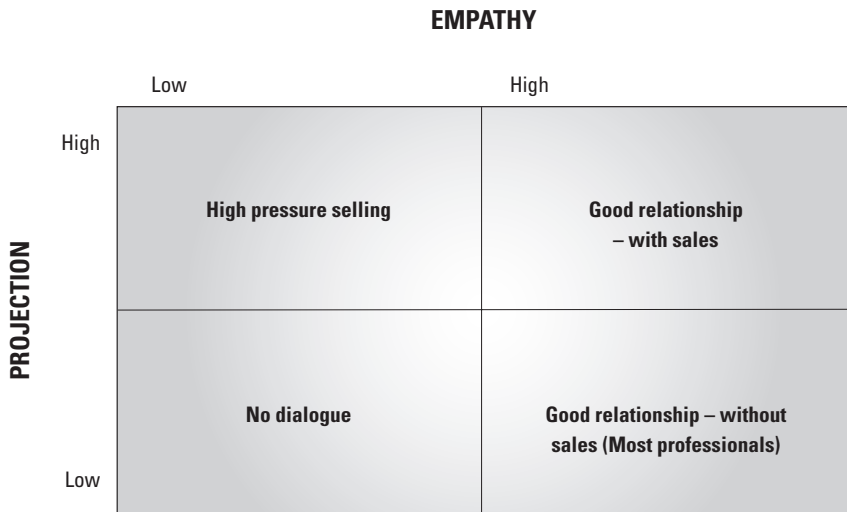 EMPATHY
Low High
High
High pressure selling
Good relationship
– with sales
PROJECTION
No dialogue
Good relationship – without
sales (Most professionals)
Low